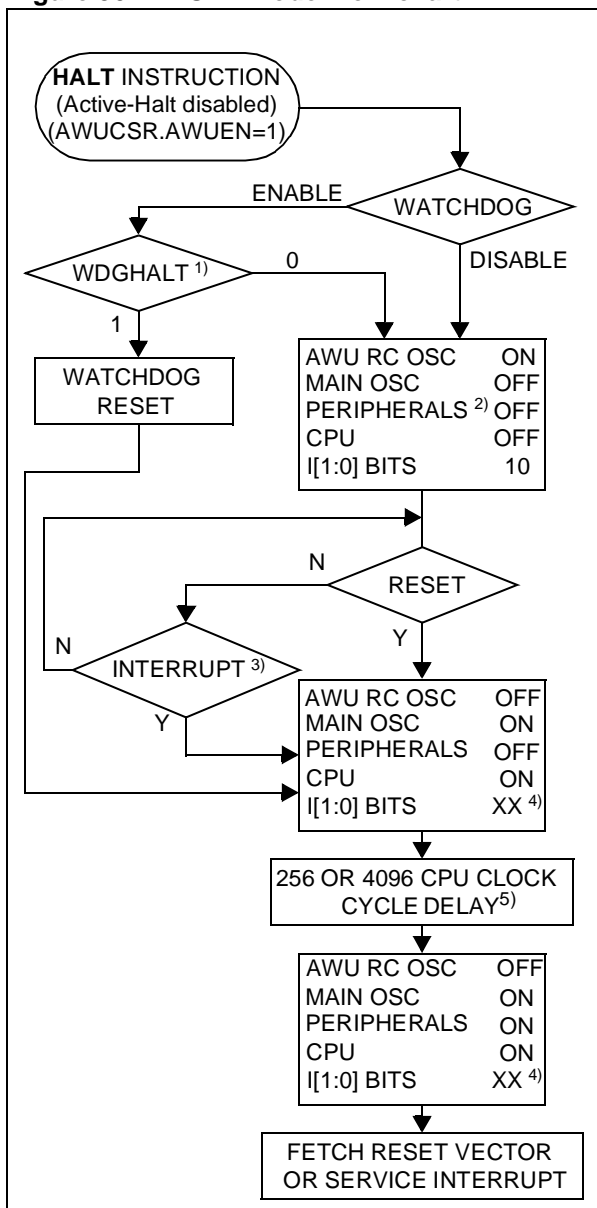 HALT INSTRUCTION
(Active-Halt disabled)
(AWUCSR.AWUEN=1)
ENABLE
WATCHDOG
WDGHALT 1)
0
DISABLE
1
WATCHDOG
RESET
AWU RC OSC ON
MAIN OSC OFF
PERIPHERALS 2) OFF
CPU OFF
I[1:0] BITS 10
N
RESET
N
INTERRUPT 3)
Y
Y
AWU RC OSC OFF
MAIN OSC ON
PERIPHERALS OFF
CPU ON
I[1:0] BITS XX 4)
256 OR 4096 CPU CLOCK
CYCLE DELAY5)
AWU RC OSC OFF
MAIN OSC ON
PERIPHERALS ON
CPU ON
I[1:0] BITS XX 4)
FETCH RESET VECTOR
OR SERVICE INTERRUPT